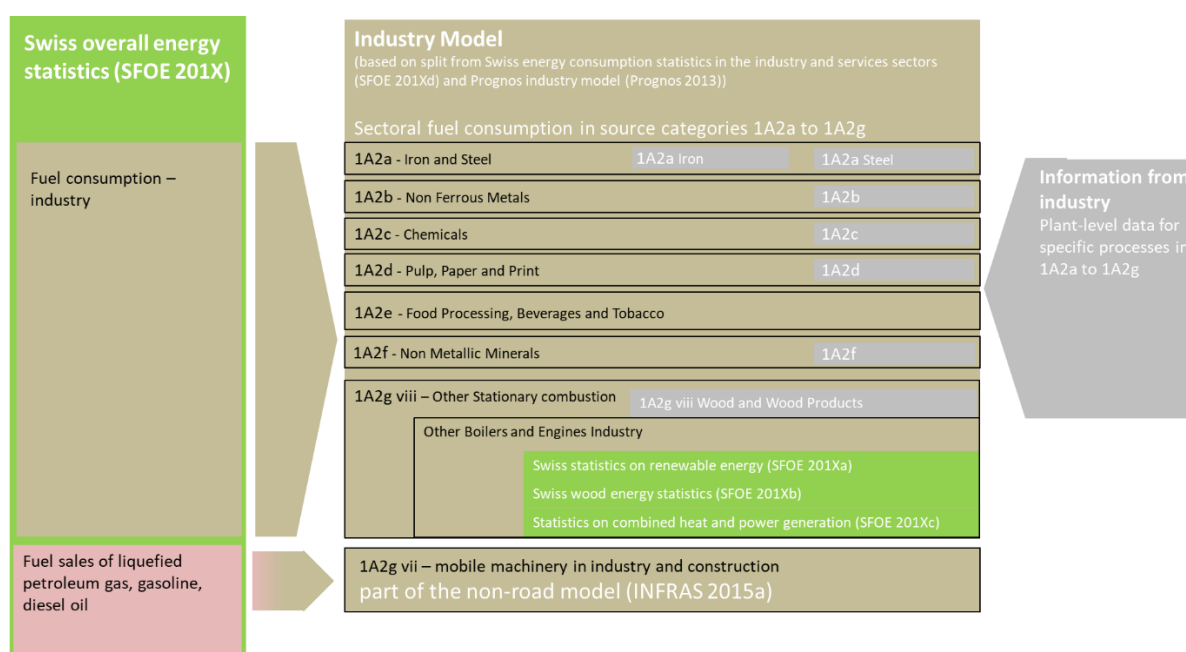 Swiss overall energy
statistics (SFOE 201X)
Fuel consumption –
industry
Fuel sales of liquefied
petroleum gas, gasoline,
diesel oil
Industry Model
(based on split from Swiss energy consumption statistics in the industry and services sectors
(SFOE 201Xd) and Prognos industry model (Prognos 2013))
Sectoral fuel consumption in source categories 1A2a to 1A2g
1A2a - Iron and Steel
1A2a Iron
1A2a Steel
1A2b - Non Ferrous Metals
1A2b
1A2c - Chemicals
1A2c
1A2d - Pulp, Paper and Print
1A2d
1A2e - Food Processing, Beverages and Tobacco
1A2f - Non Metallic Minerals
1A2f
1A2g viii – Other Stationary combustion
1A2g viii Wood and Wood Products
Other Boilers and Engines Industry
Swiss statistics on renewable energy (SFOE 201Xa)
Swiss wood energy statistics (SFOE 201Xb)
Statistics on combined heat and power generation (SFOE 201Xc)
1A2g vii – mobile machinery in industry and construction
part of the non-road model (INFRAS 2015a)
Information from
industry
Plant-level data for
specific processes in
1A2a to 1A2g